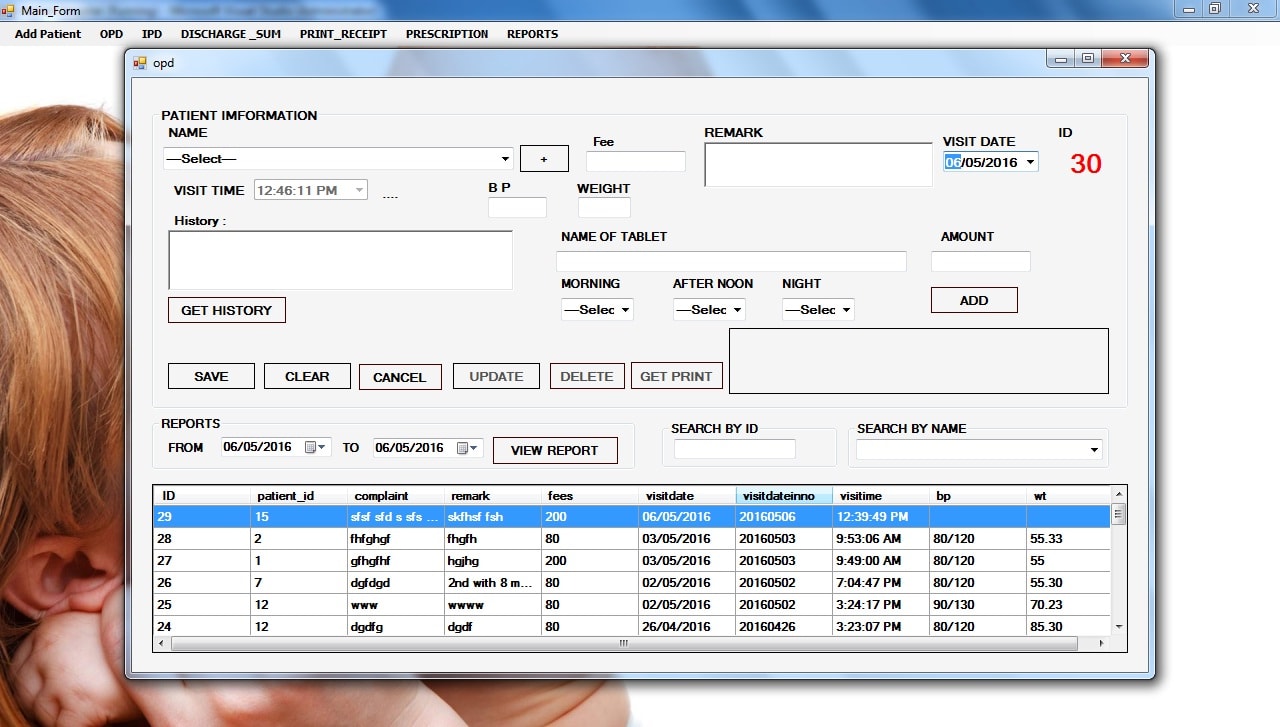 Main_Form
Add Patient OPD IPD DISCHARGE_SUM PRINT_RECEIPT PRESCRIPTION REPORTS
opd
PATIENT IMFORMATION
NAME Fee REMARK VISIT DATE ID
—Select— + 06/05/2016 30
VISIT TIME 12:46:11 PM .... B P WEIGHT
History : NAME OF TABLET AMOUNT
MORNING AFTER NOON NIGHT
—Selec —Selec —Selec ADD
GET HISTORY
SAVE CLEAR CANCEL UPDATE DELETE GET PRINT
REPORTS SEARCH BY ID SEARCH BY NAME
FROM 06/05/2016 TO 06/05/2016 VIEW REPORT
ID patient_id complaint remark fees visitdate visitdateinno visitime bp wt
29 15 sfsf sfd s sfs ... skfhsf fsh 200 06/05/2016 20160506 12:39:49 PM
28 2 fhfghgf fhgfh 80 03/05/2016 20160503 9:53:06 AM 80/120 55.33
27 1 gfhgfhf hgjhg 200 03/05/2016 20160503 9:49:00 AM 80/120 55
26 7 dgfdgd 2nd with 8 m... 80 02/05/2016 20160502 7:04:47 PM 80/120 55.30
25 12 www wwww 80 02/05/2016 20160502 3:24:17 PM 90/130 70.23
24 12 dgdfg dgdf 80 26/04/2016 20160426 3:23:07 PM 80/120 85.30